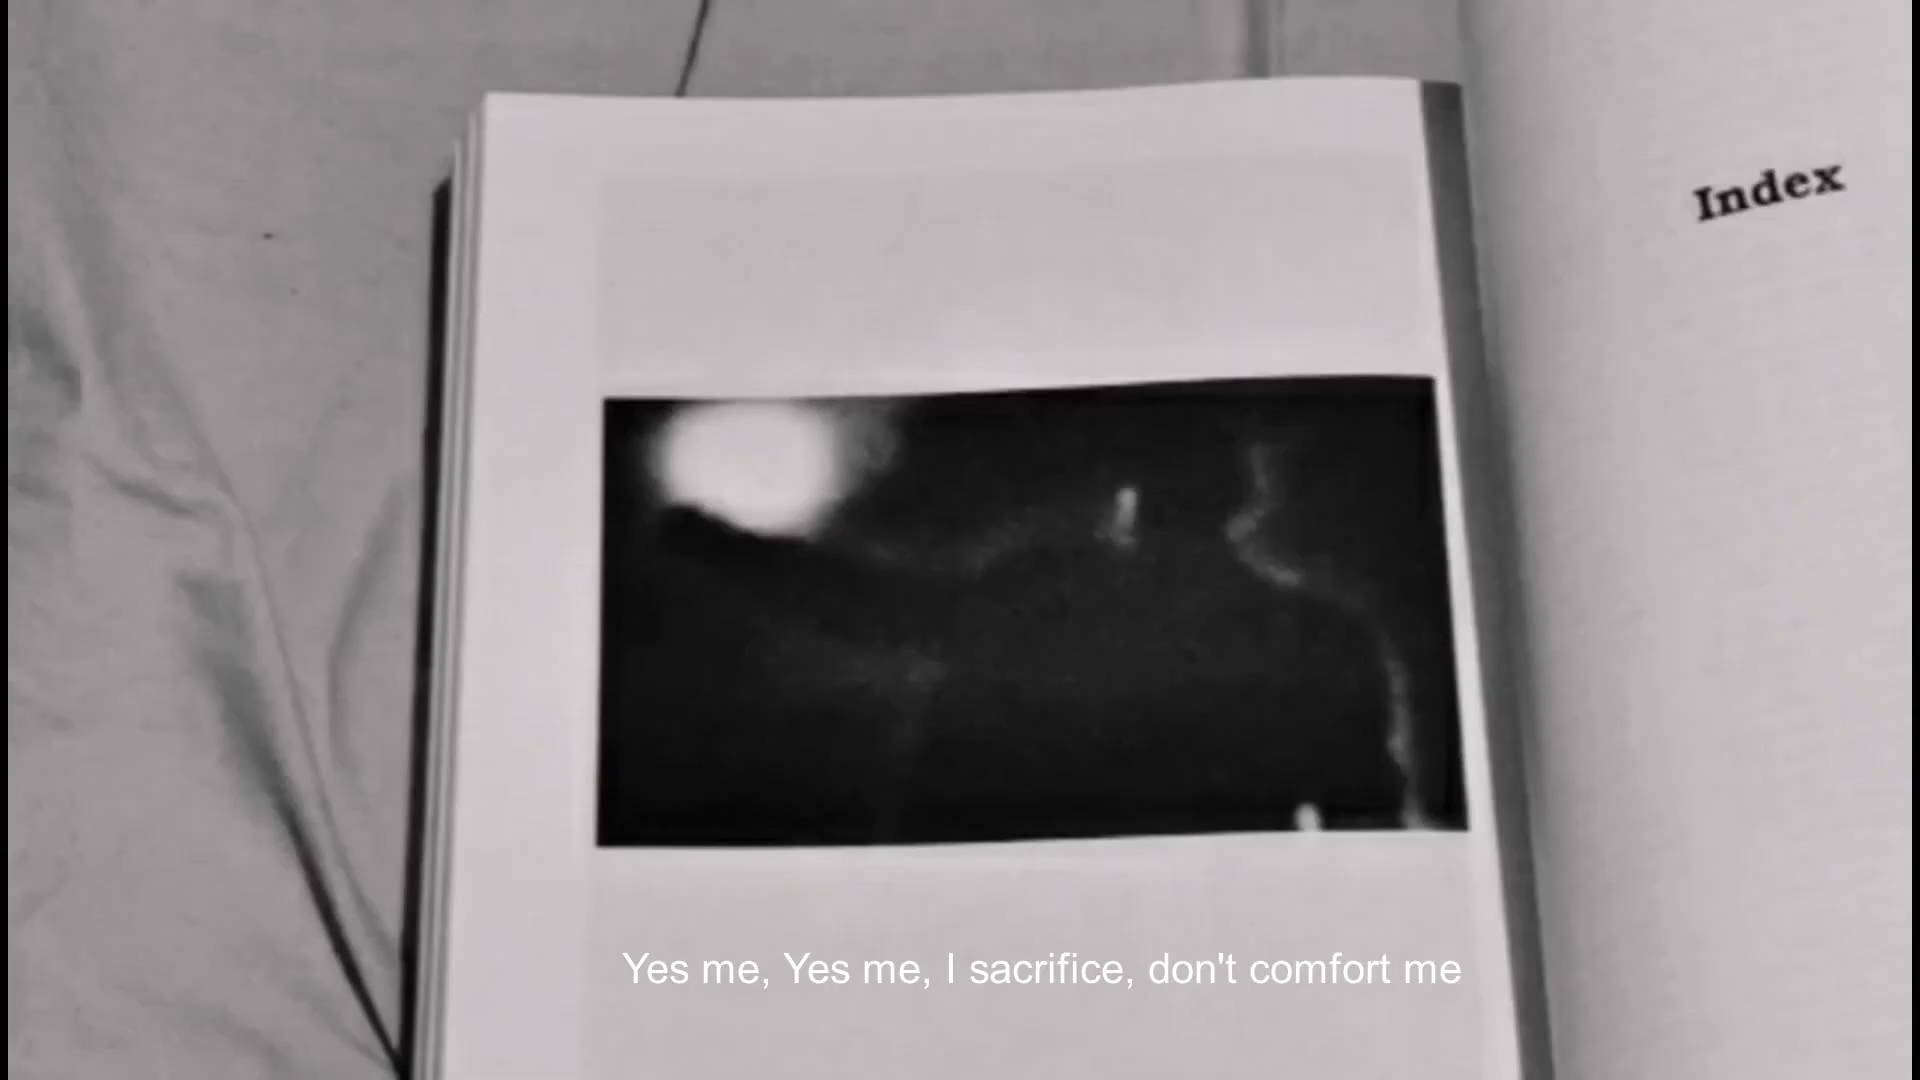 Index
Yes me, Yes me, I sacrifice, don't comfort me